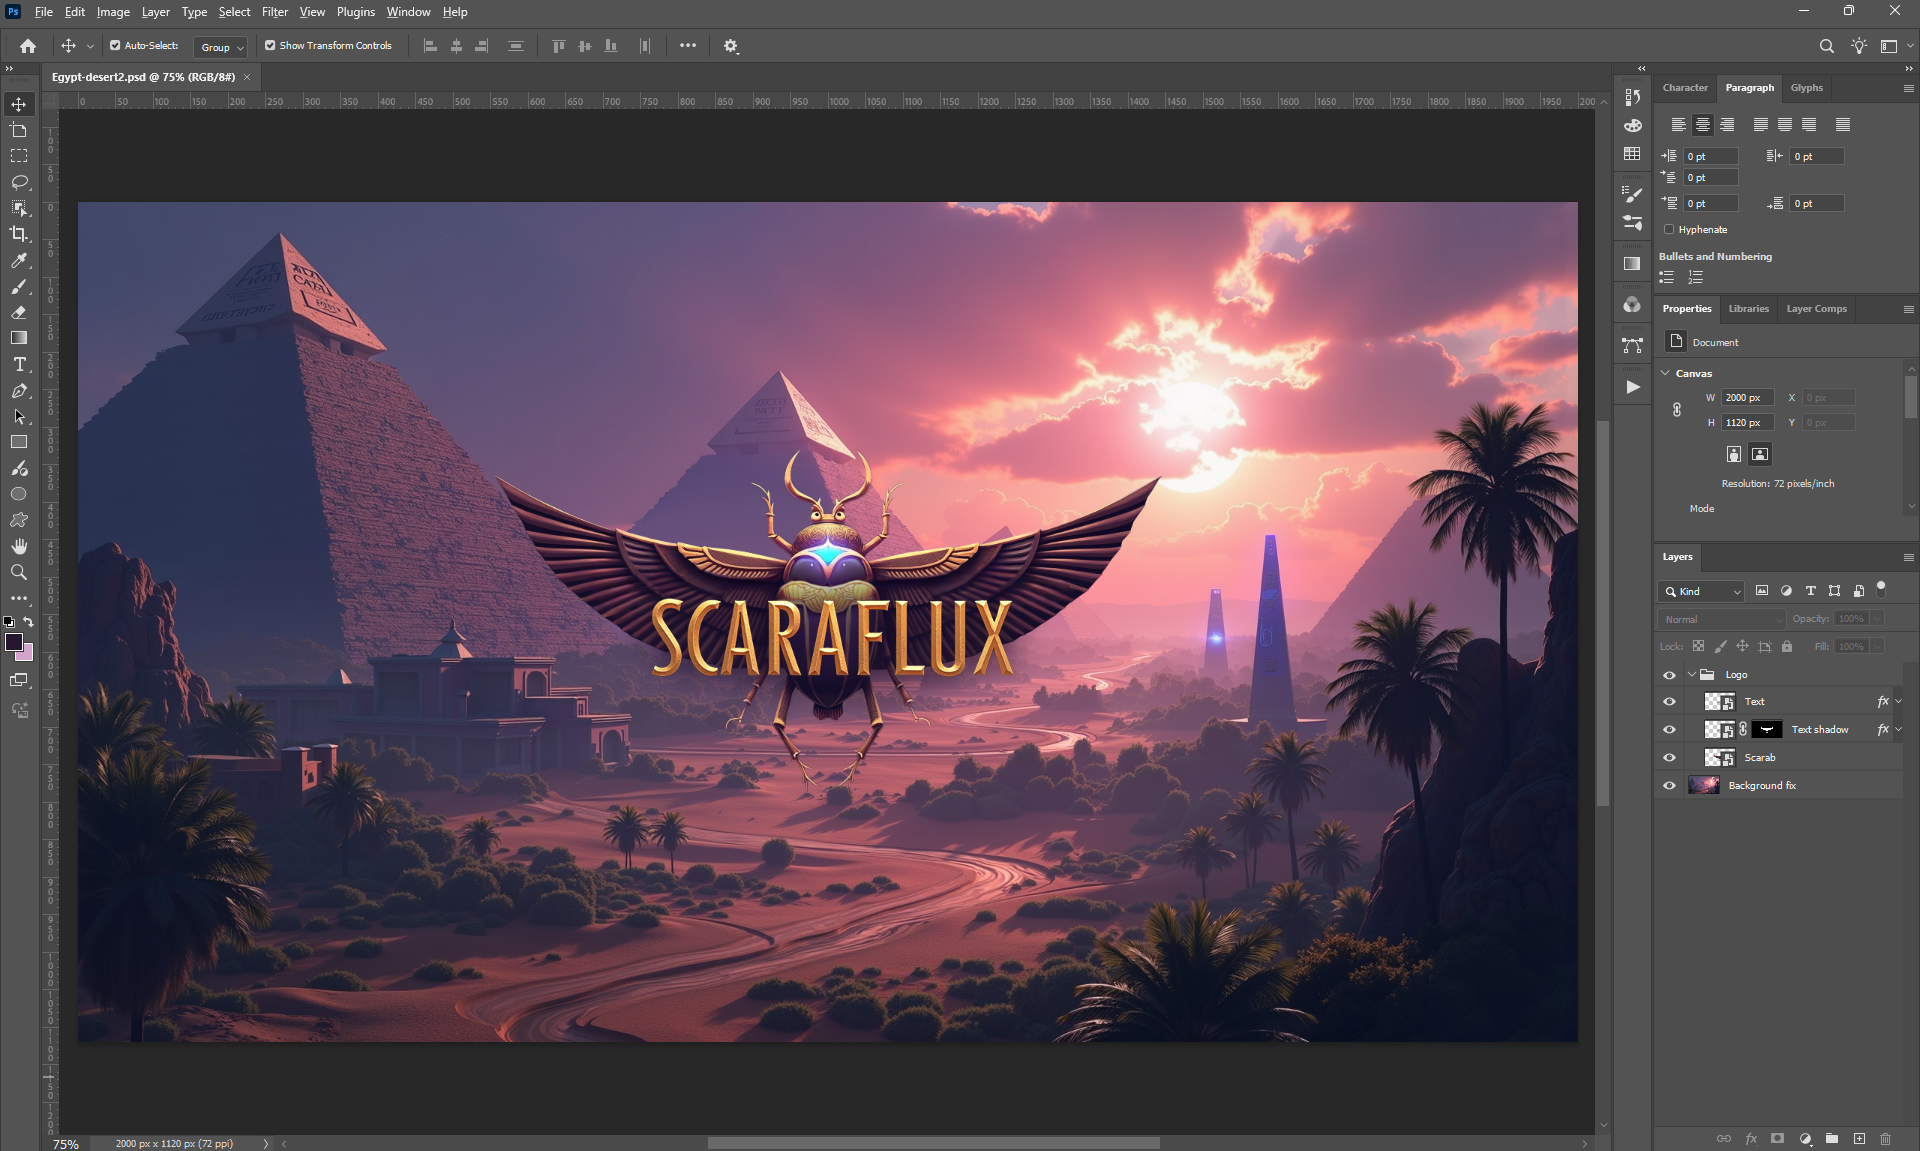 Ps File Edit Image Layer Type Select Filter View Plugins Window Help
Auto-Select: Group Show Transform Controls
Egypt-desert2.psd @ 75% (RGB/8#)
0 50 100 150 200 250 300 350 400 450 500 550 600 650 700 750 800 850 900 950 1000 1050 1100 1150 1200 1250 1300 1350 1400 1450 1500 1550 1600 1650 1700 1750 1800 1850 1900 1950 200
Character Paragraph Glyphs
0 pt 0 pt
0 pt
0 pt 0 pt
Hyphenate
Bullets and Numbering
Properties Libraries Layer Comps
Document
Canvas
W 2000 px X 0 px
H 1120 px Y 0 px
Resolution: 72 pixels/inch
Mode
SCARAFLUX
Layers
Kind
Normal Opacity: 100%
Lock: Fill: 100%
Logo
Text fx
Text shadow fx
Scarab
Background fix
75% 2000 px x 1120 px (72 ppi)